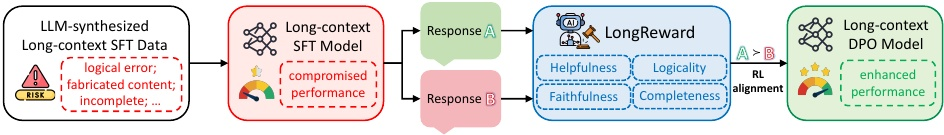 LLM-synthesized
Long-context SFT Data
RISK
logical error;
fabricated content;
incomplete; ...
Long-context
SFT Model
compromised
performance
Response A
Response B
AI
LongReward
Helpfulness
Logicality
Faithfulness
Completeness
A > B
RL
alignment
Long-context
DPO Model
enhanced
performance